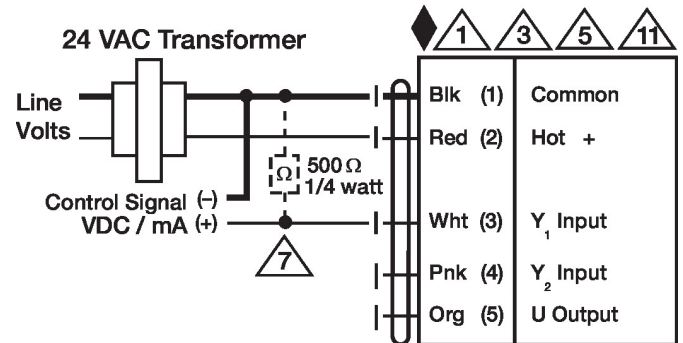 24 VAC Transformer
1 3 5 11
Line
Volts
Blk (1) Common
Red (2) Hot +
Ω 500 Ω
1/4 watt
Control Signal (–)
VDC / mA (+)
Wht (3) Y1 Input
7
Pnk (4) Y2 Input
Org (5) U Output